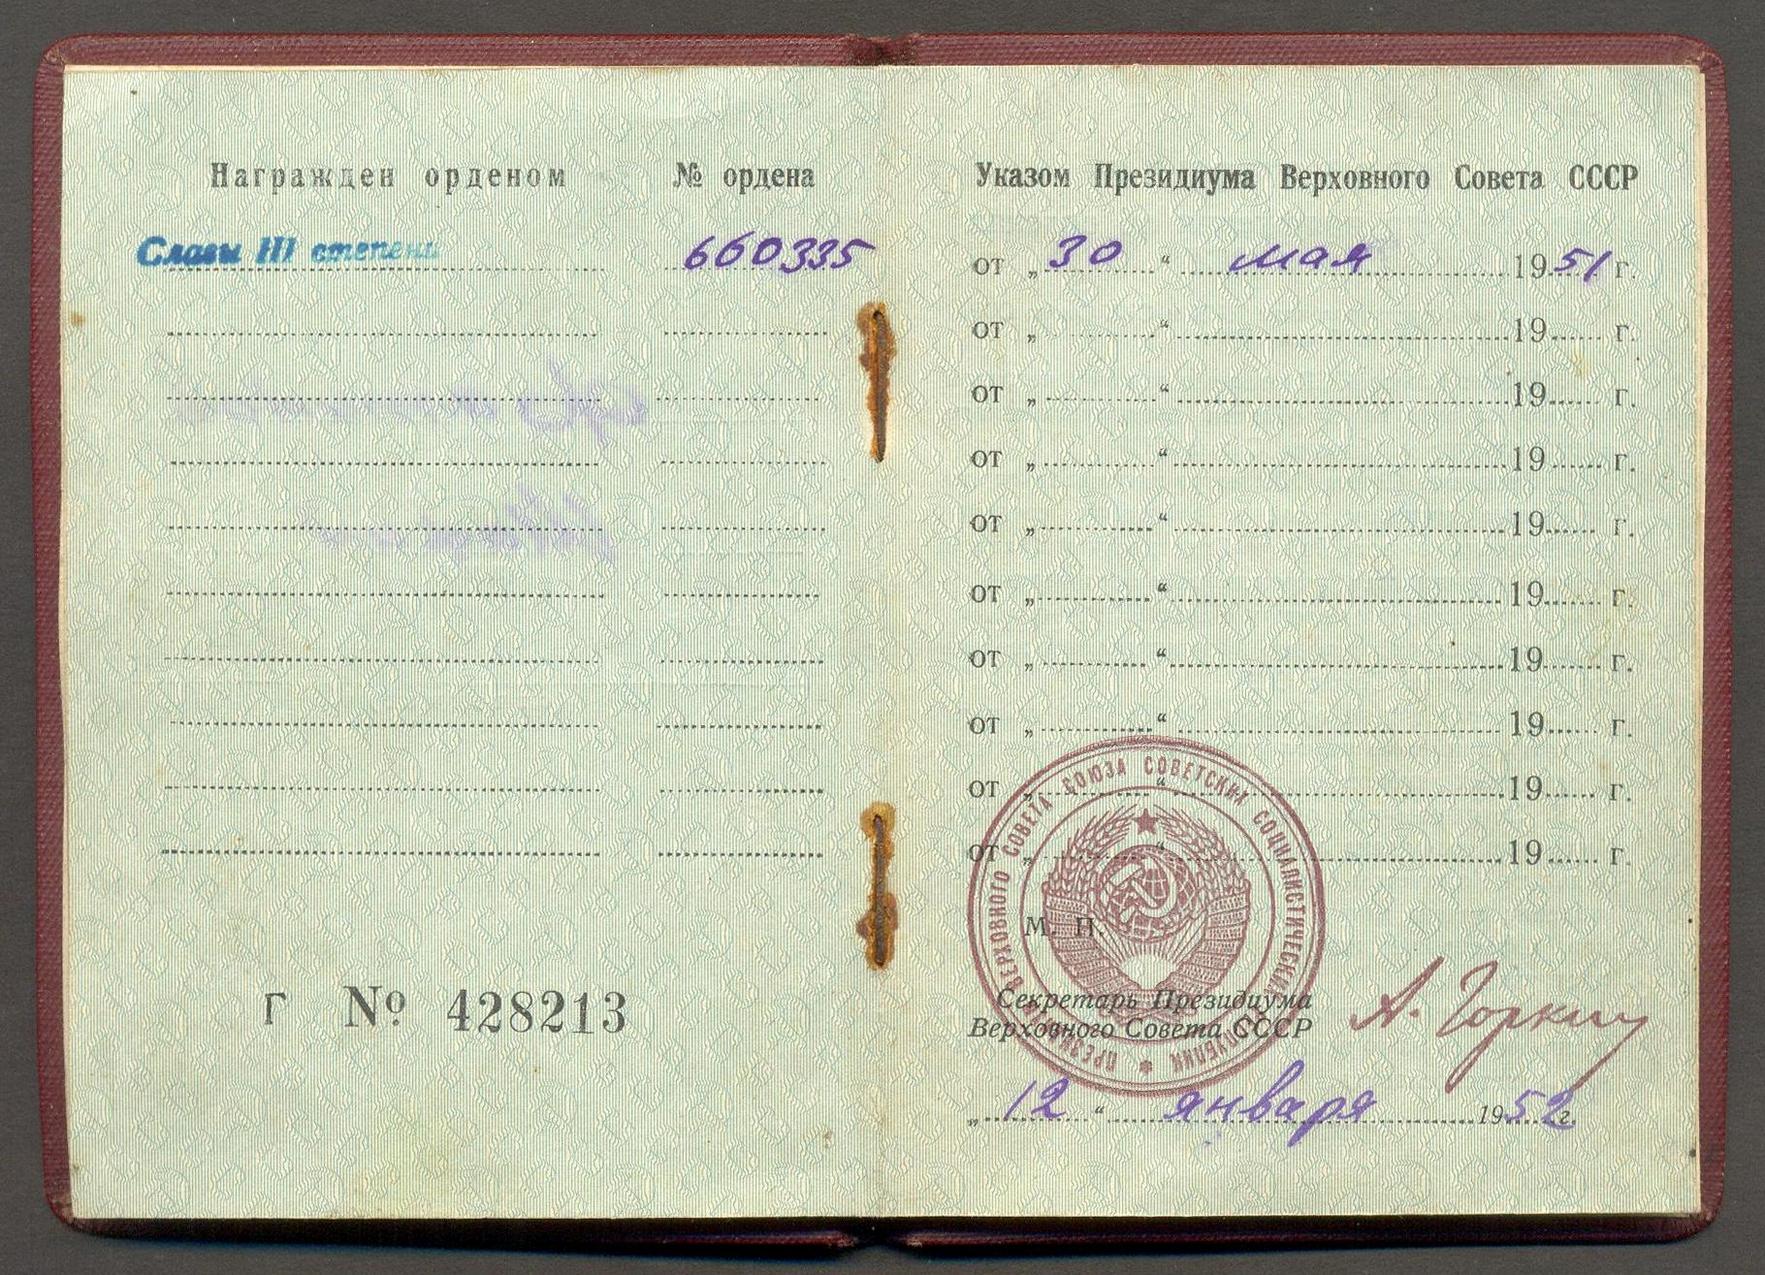 Награжден орденом № ордена
Славы III степени 660335
Г № 428213
Указом Президиума Верховного Совета СССР
от „30“ мая 1951 г.
от „ “ 19 г.
от „ “ 19 г.
от „ “ 19 г.
от „ “ 19 г.
от „ “ 19 г.
от „ “ 19 г.
от „ “ 19 г.
от „ “ 19 г.
от „ “ 19 г.
М. П.
ПРЕЗИДИУМ ВЕРХОВНОГО СОВЕТА СОЮЗА СОВЕТСКИХ СОЦИАЛИСТИЧЕСКИХ РЕСПУБЛИК
Секретарь Президиума
Верховного Совета СССР
А. Горкин
„12“ января 1952 г.